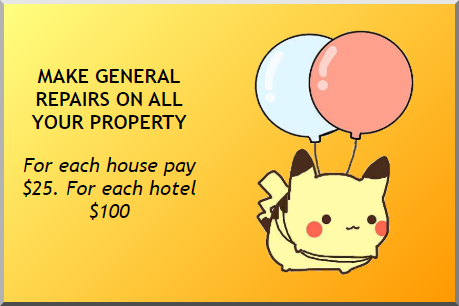 MAKE GENERAL
REPAIRS ON ALL
YOUR PROPERTY
For each house pay
$25. For each hotel
$100